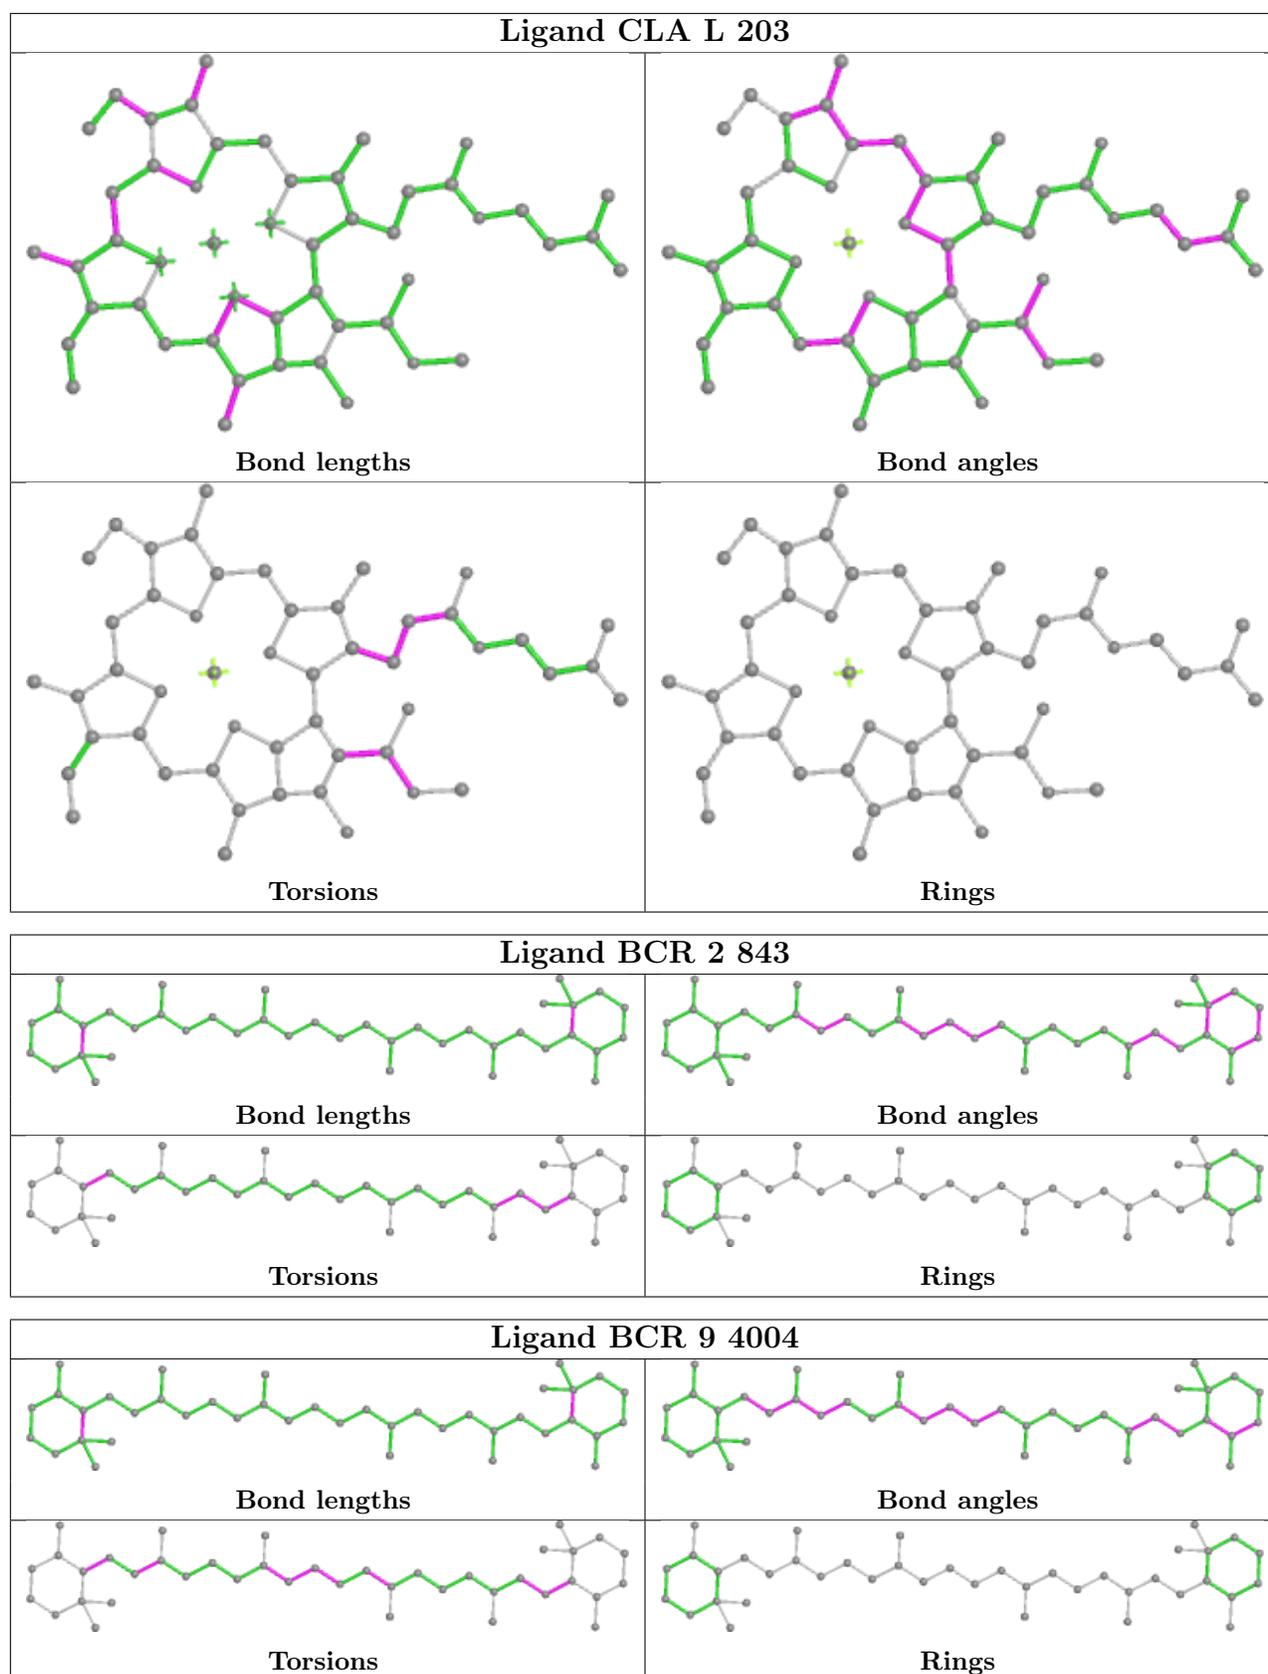 Ligand CLA L 203
Bond lengths
Bond angles
Torsions
Rings
Ligand BCR 2 843
Bond lengths
Bond angles
Torsions
Rings
Ligand BCR 9 4004
Bond lengths
Bond angles
Torsions
Rings